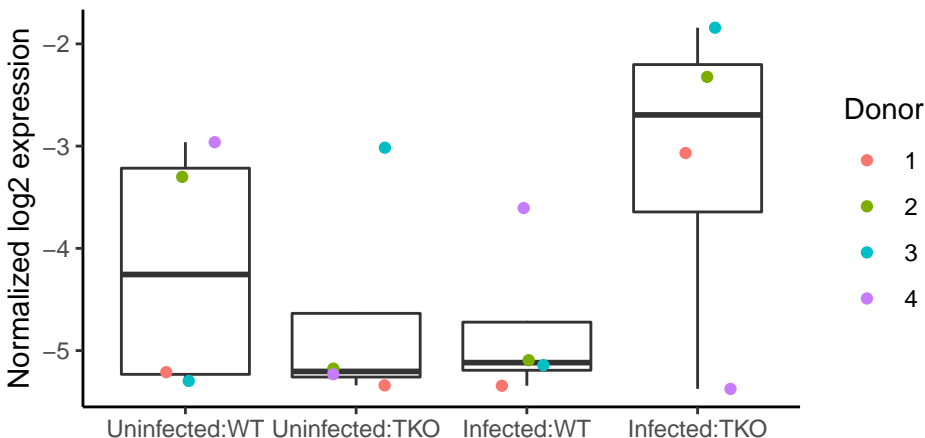 Normalized log2 expression
−2
−3
−4
−5
Uninfected:WT Uninfected:TKO Infected:WT Infected:TKO
Donor
1
2
3
4